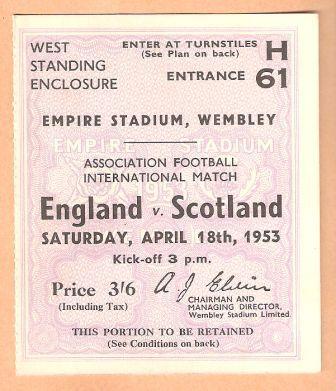 WEST
STANDING
ENCLOSURE
ENTER AT TURNSTILES
(See Plan on back)
ENTRANCE
H
61
EMPIRE STADIUM, WEMBLEY
EMPIRE STADIUM
1953
ASSOCIATION FOOTBALL
INTERNATIONAL MATCH
England v. Scotland
SATURDAY, APRIL 18th, 1953
Kick-off 3 p.m.
Price 3/6
(Including Tax)
A. J. Elvin
CHAIRMAN AND
MANAGING DIRECTOR,
Wembley Stadium Limited
THIS PORTION TO BE RETAINED
(See Conditions on back)